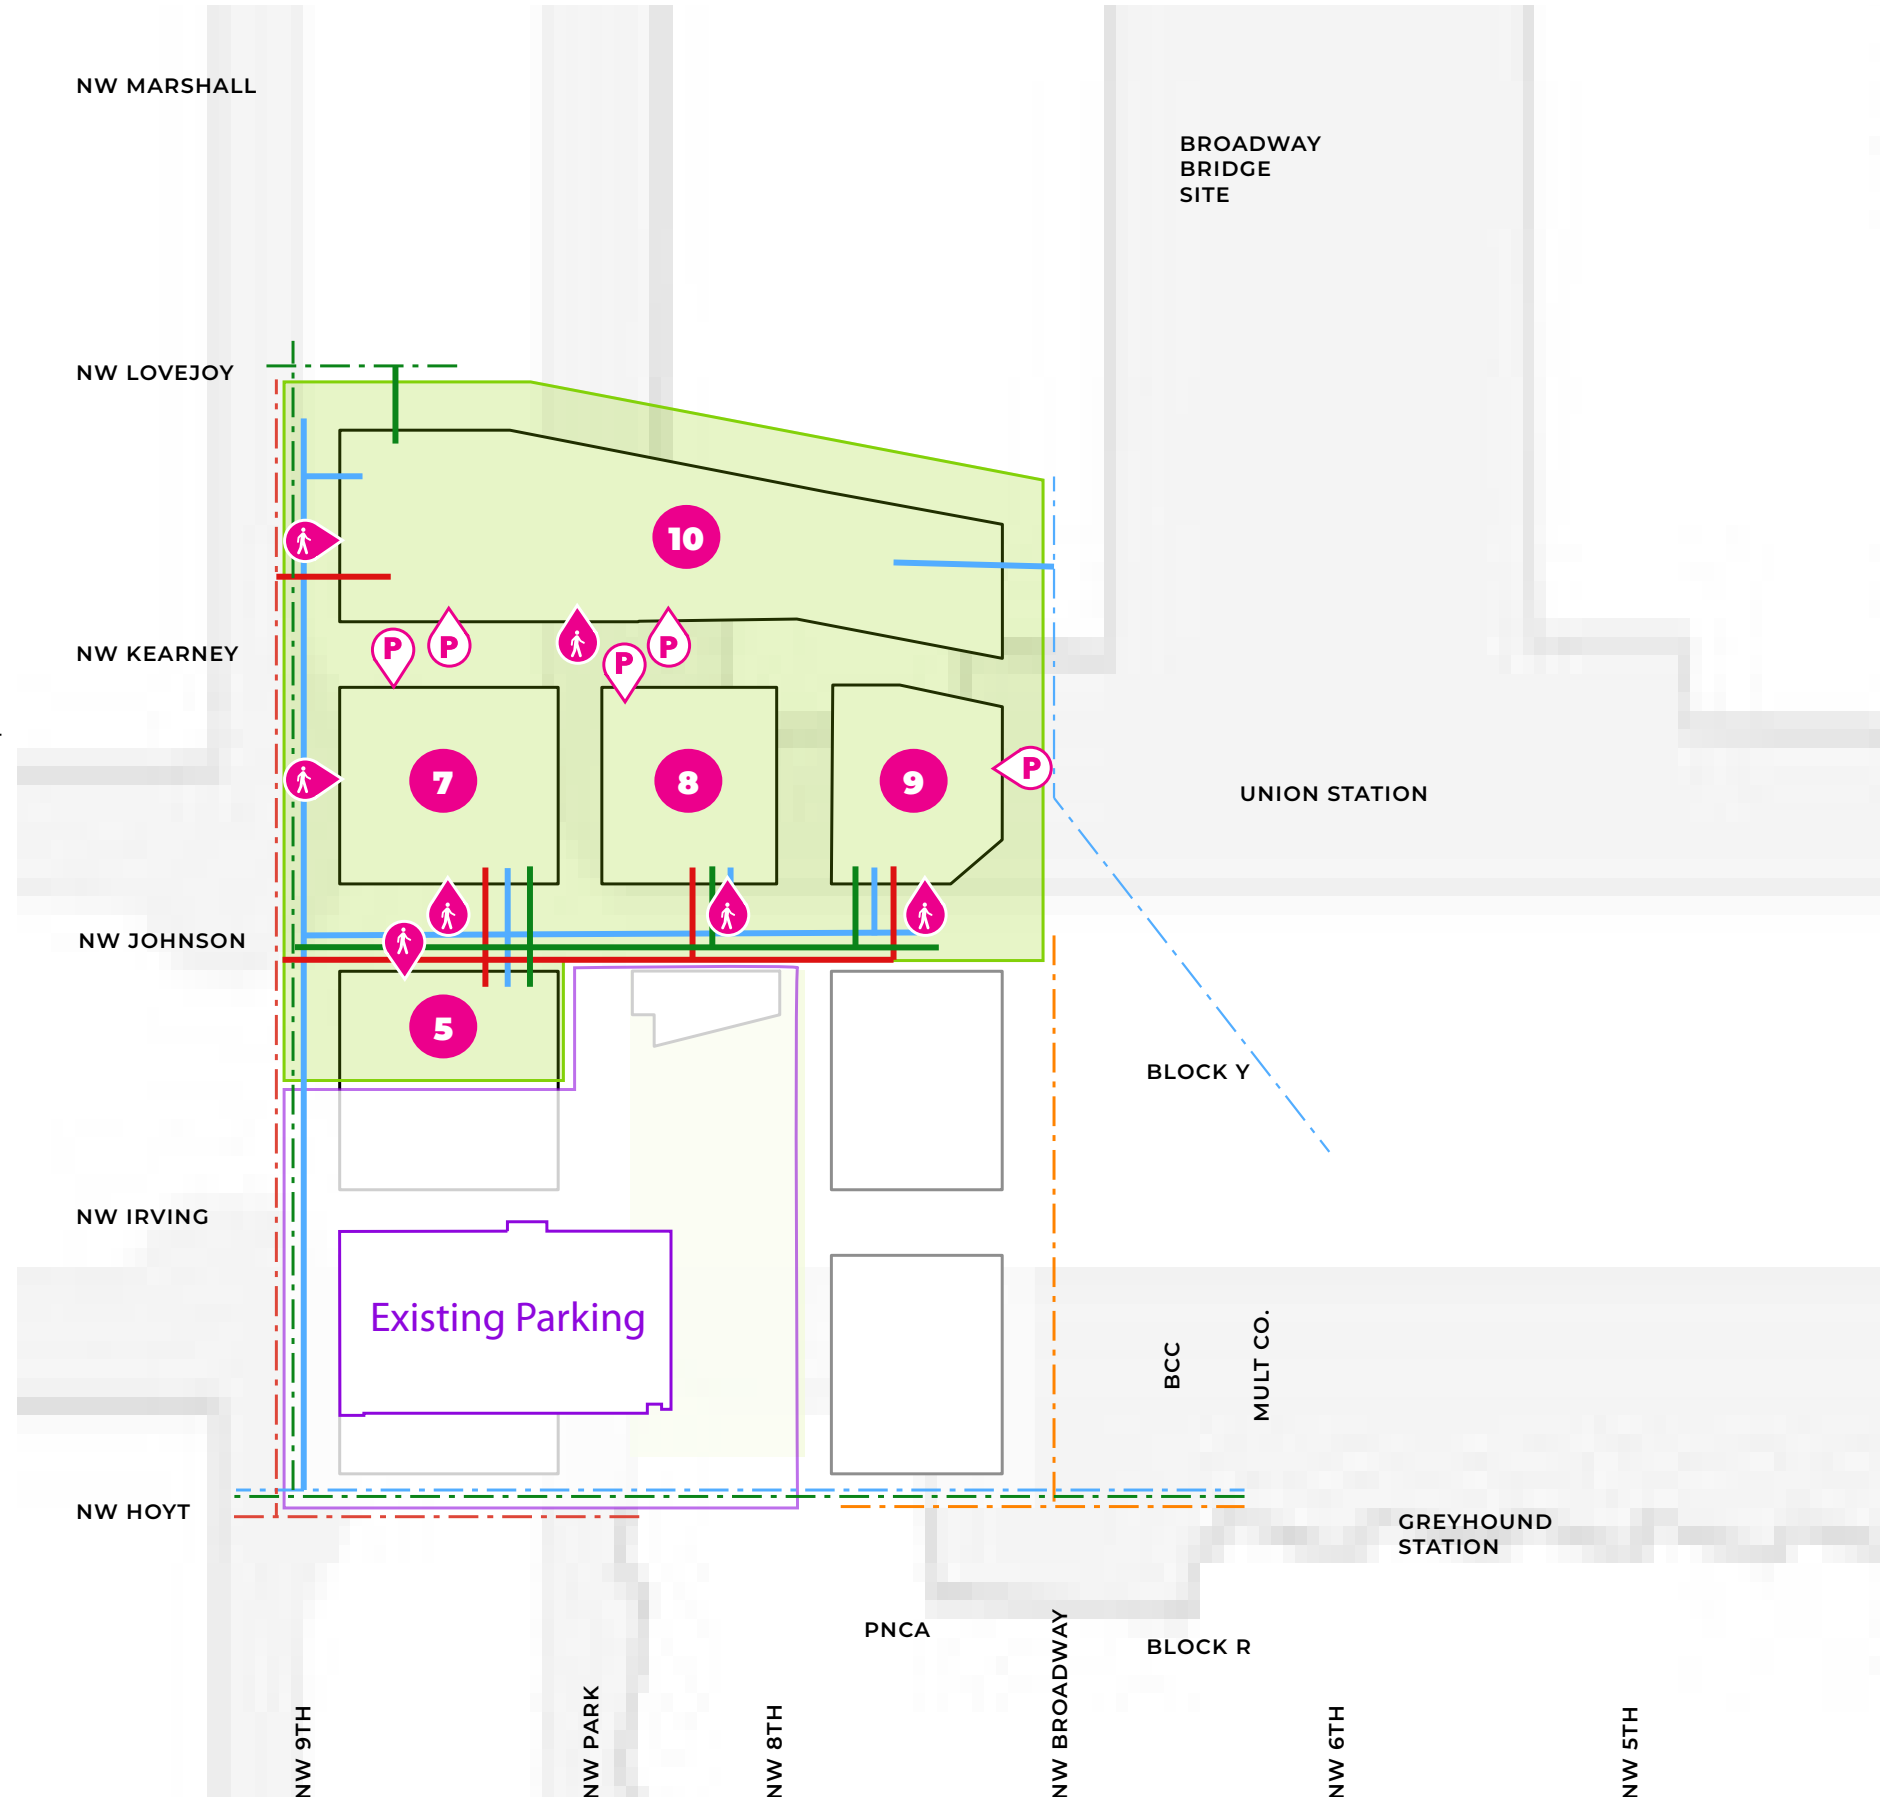 NW MARSHALL
BROADWAY
BRIDGE
SITE
NW LOVEJOY
10
NW KEARNEY
P
P
P
P
7
8
9
P
UNION STATION
NW JOHNSON
5
BLOCK Y
NW IRVING
Existing Parking
BCC
MULT CO.
NW HOYT
GREYHOUND
STATION
PNCA
BLOCK R
NW 9TH
NW PARK
NW 8TH
NW BROADWAY
NW 6TH
NW 5TH